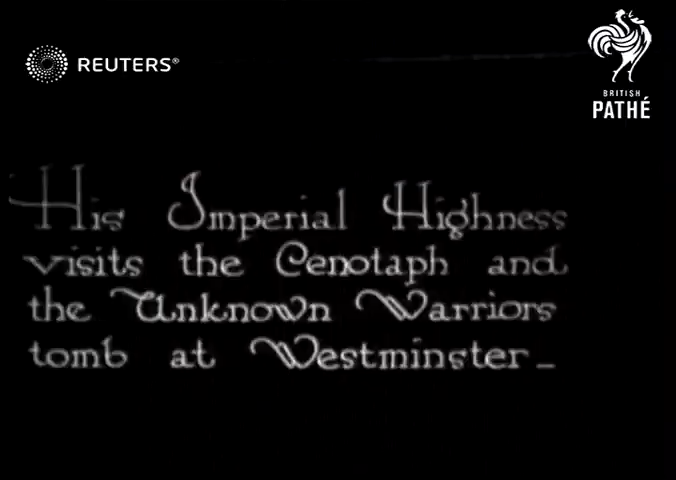 REUTERS®
BRITISH
PATHÉ
His Imperial Highness
visits the Cenotaph and
the Unknown Warriors
tomb at Westminster_